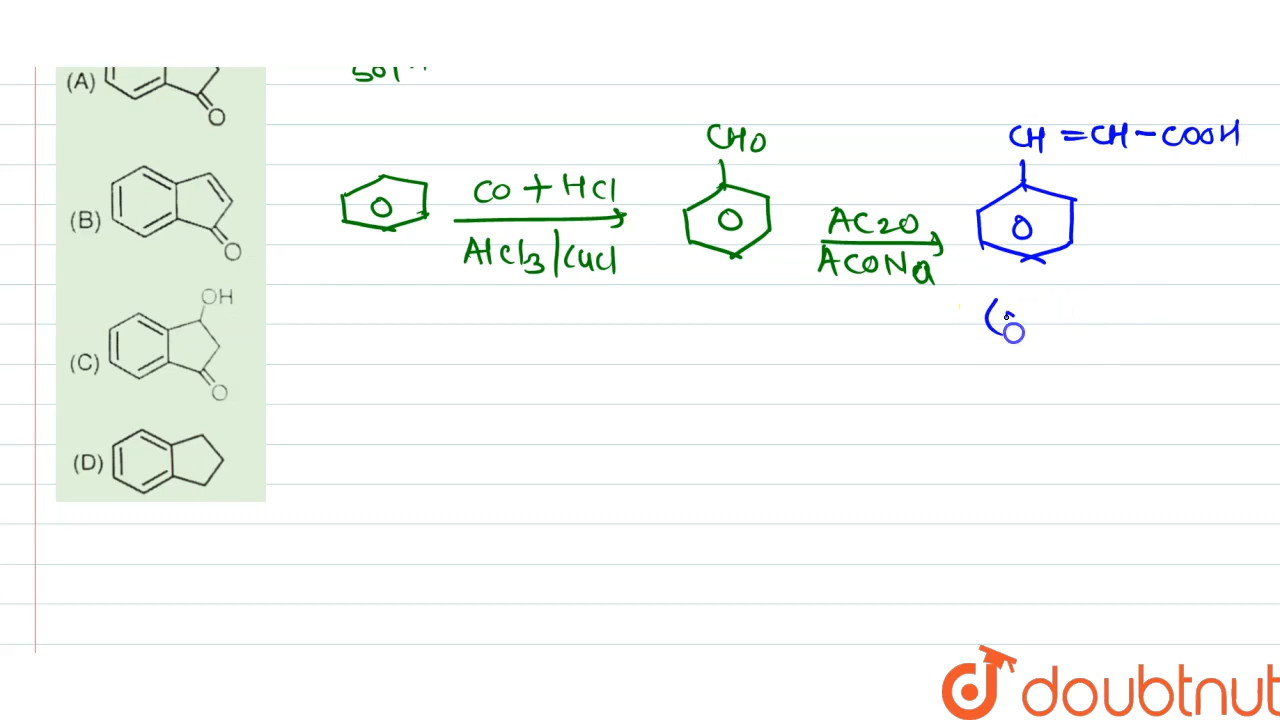 (A)
O
(B)
O
OH
(C)
O
(D)
CO + HCl
AlCl3/CuCl
CHO
AC2O
ACONa
CH = CH - COOH
doubtnut